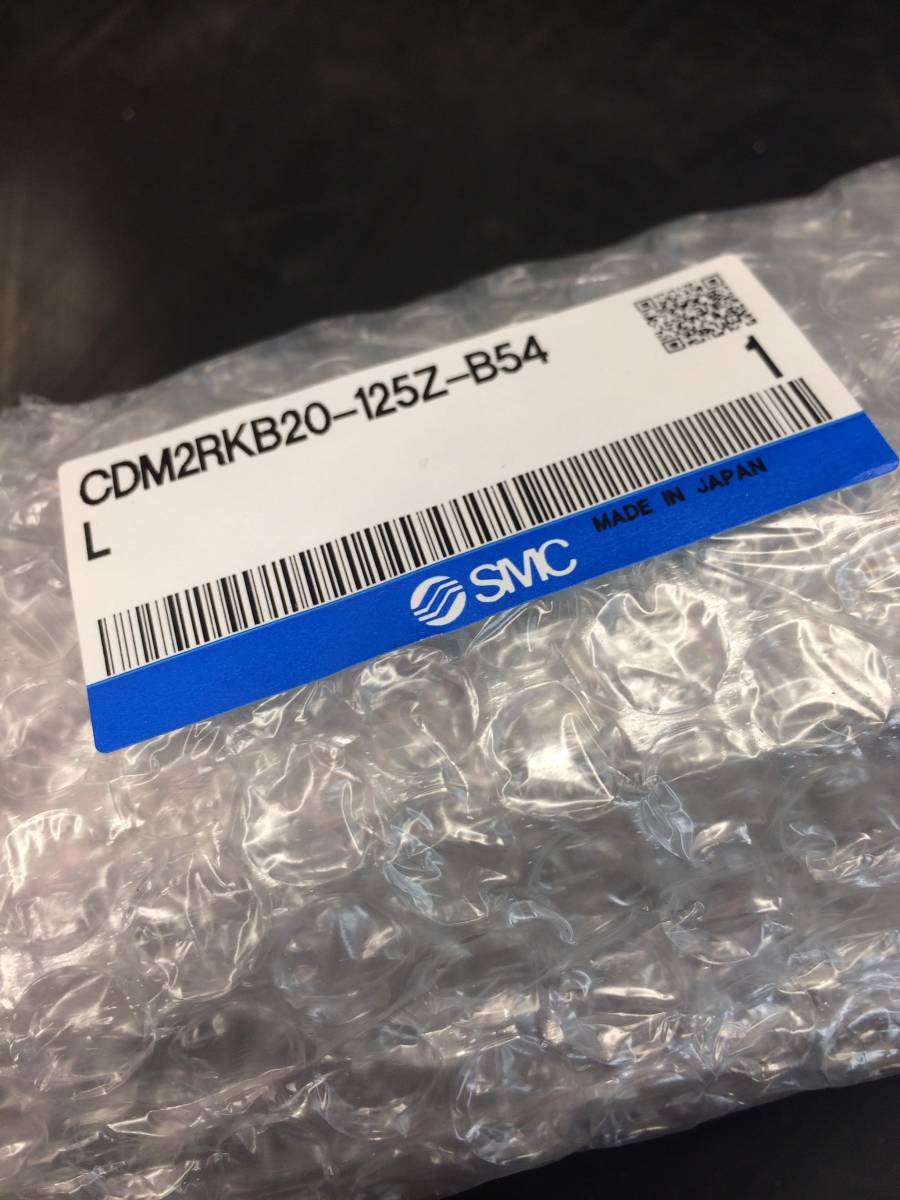 CDM2RKB20-125Z-B54
L
1
SMC
MADE IN JAPAN